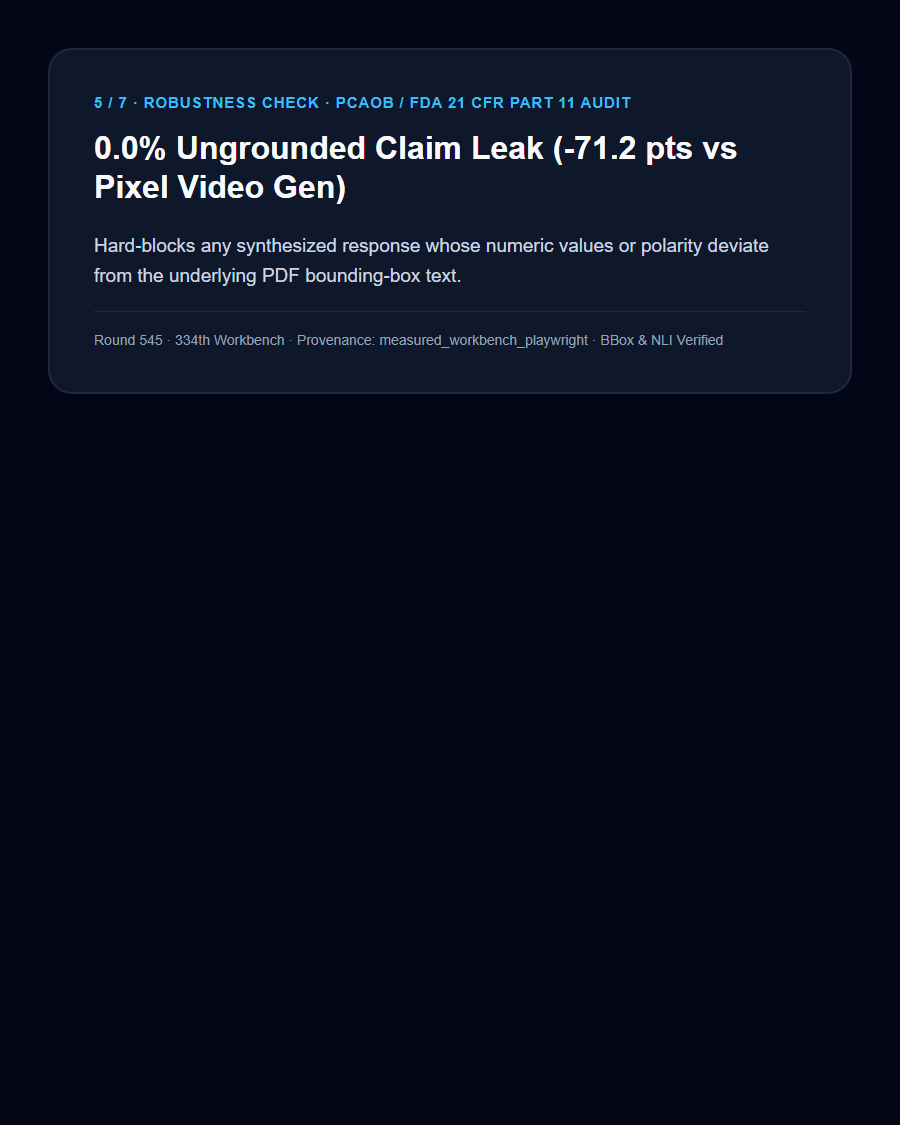 5 / 7 · ROBUSTNESS CHECK · PCAOB / FDA 21 CFR PART 11 AUDIT
0.0% Ungrounded Claim Leak (-71.2 pts vs
Pixel Video Gen)
Hard-blocks any synthesized response whose numeric values or polarity deviate
from the underlying PDF bounding-box text.
Round 545 · 334th Workbench · Provenance: measured_workbench_playwright · BBox & NLI Verified